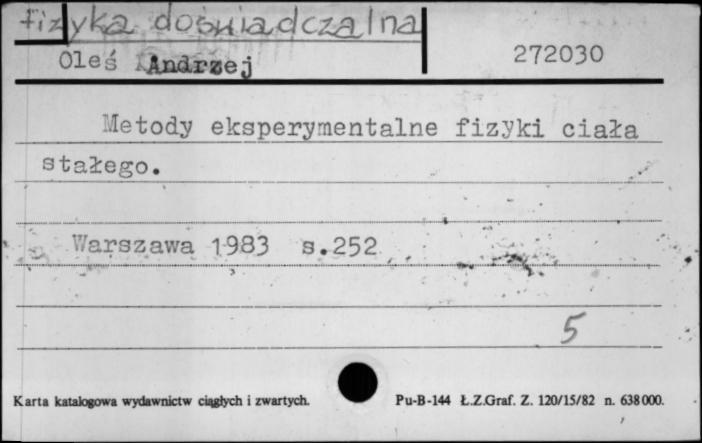 fizyka doświadczalna
Oleś Andrzej
272030
Metody eksperymentalne fizyki ciała
stałego.
Warszawa 1983 s.252
5
Karta katalogowa wydawnictw ciągłych i zwartych.
Pu-B-144 Ł.Z.Graf. Z. 120/15/82 n. 638000.